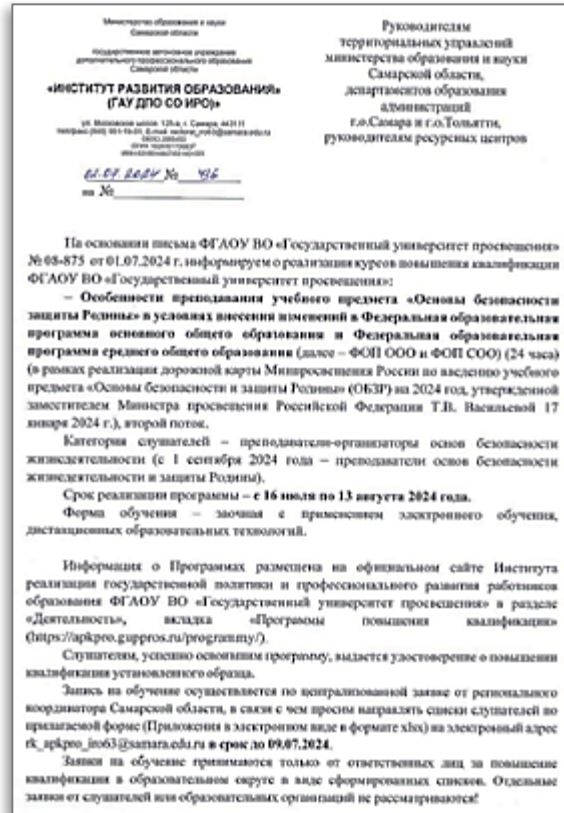 Министерство образования и науки
Самарской области
государственное автономное учреждение
дополнительного профессионального образования
Самарской области
«ИНСТИТУТ РАЗВИТИЯ ОБРАЗОВАНИЯ»
(ГАУ ДПО СО ИРО)»
ул. Московское шоссе, 125-а, г. Самара, 443111
02.07.2024 № 436
на №
Руководителям
территориальных управлений
министерства образования и науки
Самарской области,
департаментов образования
администраций
г.о.Самара и г.о.Тольятти,
руководителям ресурсных центров
На основании письма ФГАОУ ВО «Государственный университет просвещения»
№ 08-875 от 01.07.2024 г. информируем о реализации курсов повышения квалификации
ФГАОУ ВО «Государственный университет просвещения»:
– Особенности преподавания учебного предмета «Основы безопасности
защиты Родины» в условиях внесения изменений в Федеральная образовательная
программа основного общего образования и Федеральная образовательная
программа среднего общего образования (далее – ФОП ООО и ФОП СОО) (24 часа)
(в рамках реализации дорожной карты Минпросвещения России по введению учебного
предмета «Основы безопасности и защиты Родины» (ОБЗР) на 2024 год, утвержденной
заместителем Министра просвещения Российской Федерации Т.В. Васильевой 17
января 2024 г.), второй поток.
Категория слушателей – преподаватели-организаторы основ безопасности
жизнедеятельности (с 1 сентября 2024 года – преподаватели основ безопасности
жизнедеятельности и защиты Родины).
Срок реализации программы – с 16 июля по 13 августа 2024 года.
Форма обучения – заочная с применением электронного обучения,
дистанционных образовательных технологий.
Информация о Программах размещена на официальном сайте Института
реализации государственной политики и профессионального развития работников
образования ФГАОУ ВО «Государственный университет просвещения» в разделе
«Деятельность», вкладка «Программы повышения квалификации»
(https://apkpro.guppros.ru/programmy/).
Слушателям, успешно освоившим программу, выдается удостоверение о повышении
квалификации установленного образца.
Запись на обучение осуществляется по централизованной заявке от регионального
координатора Самарской области, в связи с чем просим направлять списки слушателей по
прилагаемой форме (Приложения в электронном виде в формате xlsx) на электронный адрес
rk_apkpro_iro63@samara.edu.ru в срок до 09.07.2024.
Заявки на обучение принимаются только от ответственных лиц за повышение
квалификации в образовательном округе в виде сформированных списков. Отдельные
заявки от слушателей или образовательных организаций не рассматриваются!